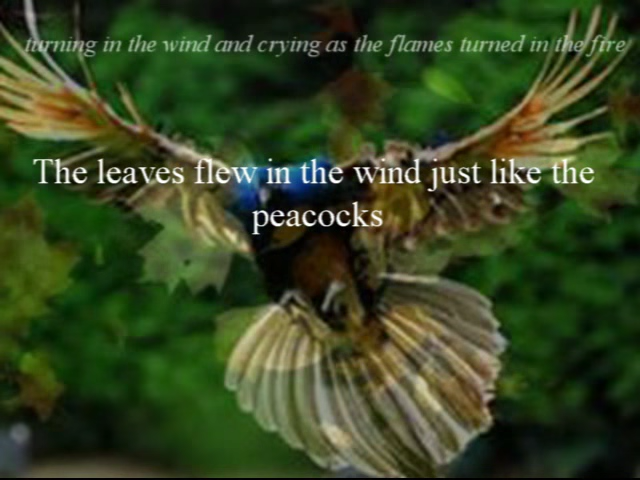 turning in the wind and crying as the flames turned in the fire
The leaves flew in the wind just like the
peacocks